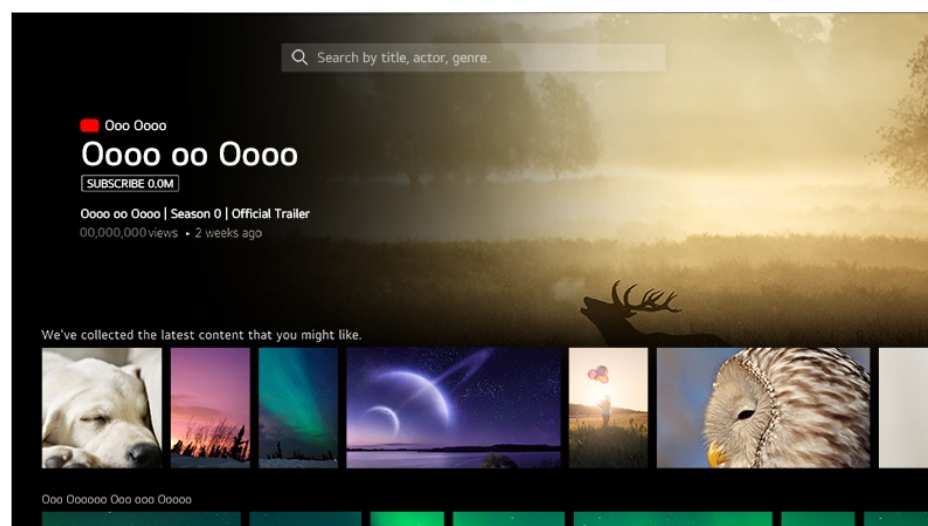 Search by title, actor, genre.
Ooo Oooo
Oooo oo Oooo
SUBSCRIBE 0.0M
Oooo oo Oooo | Season 0 | Official Trailer
00,000,000 views • 2 weeks ago
We've collected the latest content that you might like.
Ooo Oooooo Ooo ooo Ooooo